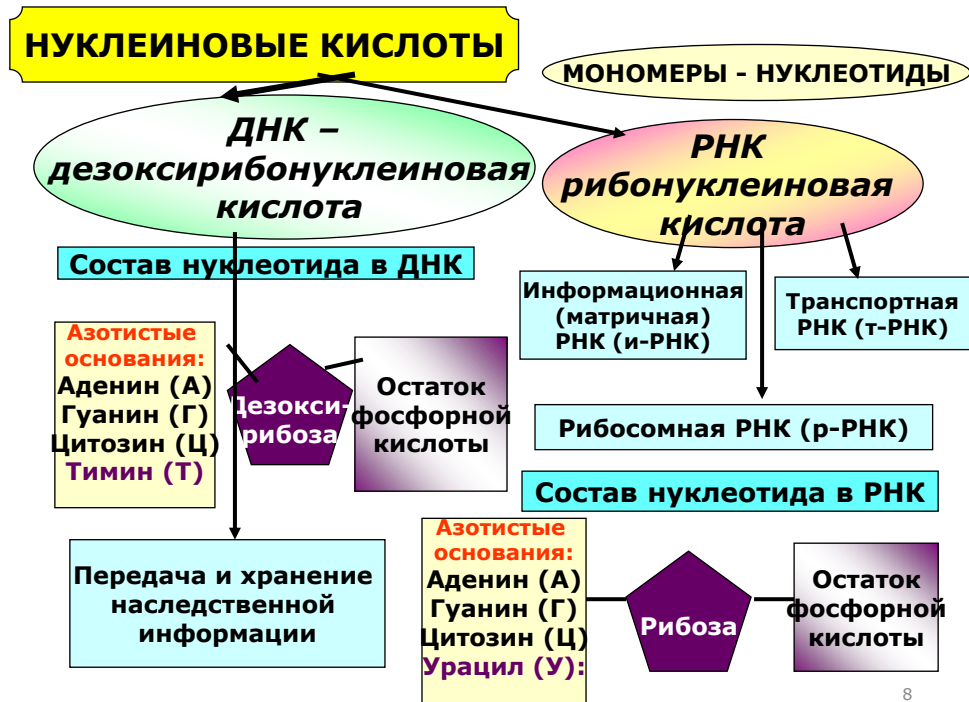 НУКЛЕИНОВЫЕ КИСЛОТЫ
МОНОМЕРЫ - НУКЛЕОТИДЫ
ДНК –
дезоксирибонуклеиновая
кислота
РНК
рибонуклеиновая
кислота
Состав нуклеотида в ДНК
Информационная
(матричная)
РНК (и-РНК)
Транспортная
РНК (т-РНК)
Азотистые
основания:
Аденин (А)
Гуанин (Г)
Цитозин (Ц)
Тимин (Т)
Дезокси-
рибоза
Остаток
фосфорной
кислоты
Рибосомная РНК (р-РНК)
Состав нуклеотида в РНК
Передача и хранение
наследственной
информации
Азотистые
основания:
Аденин (А)
Гуанин (Г)
Цитозин (Ц)
Урацил (У):
Рибоза
Остаток
фосфорной
кислоты
8